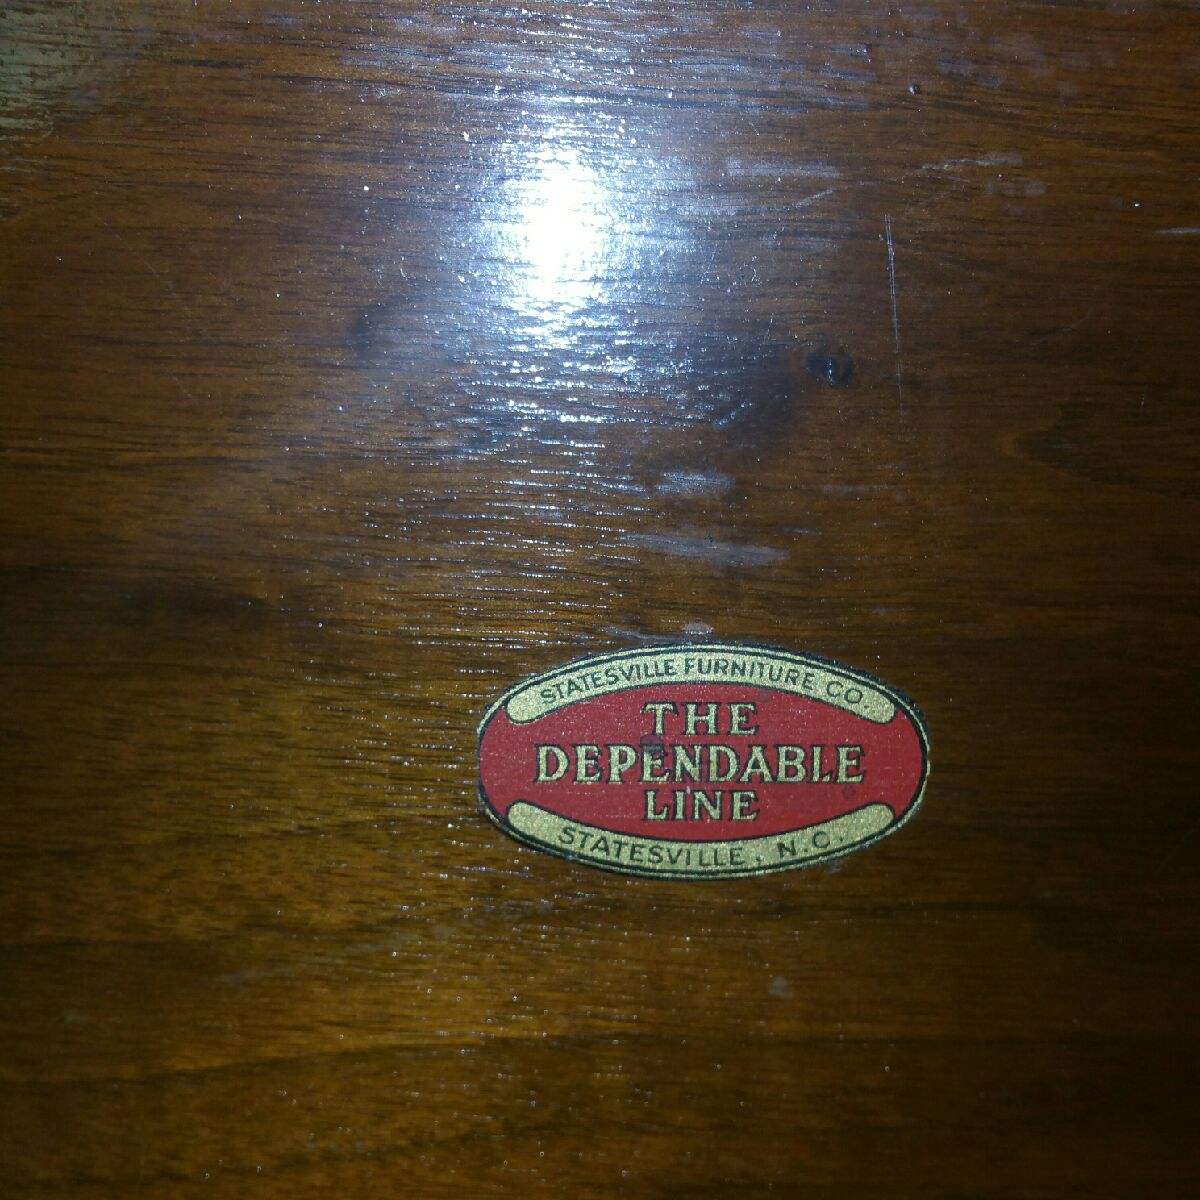 STATESVILLE FURNITURE CO.
THE
DEPENDABLE
LINE
STATESVILLE, N.C.